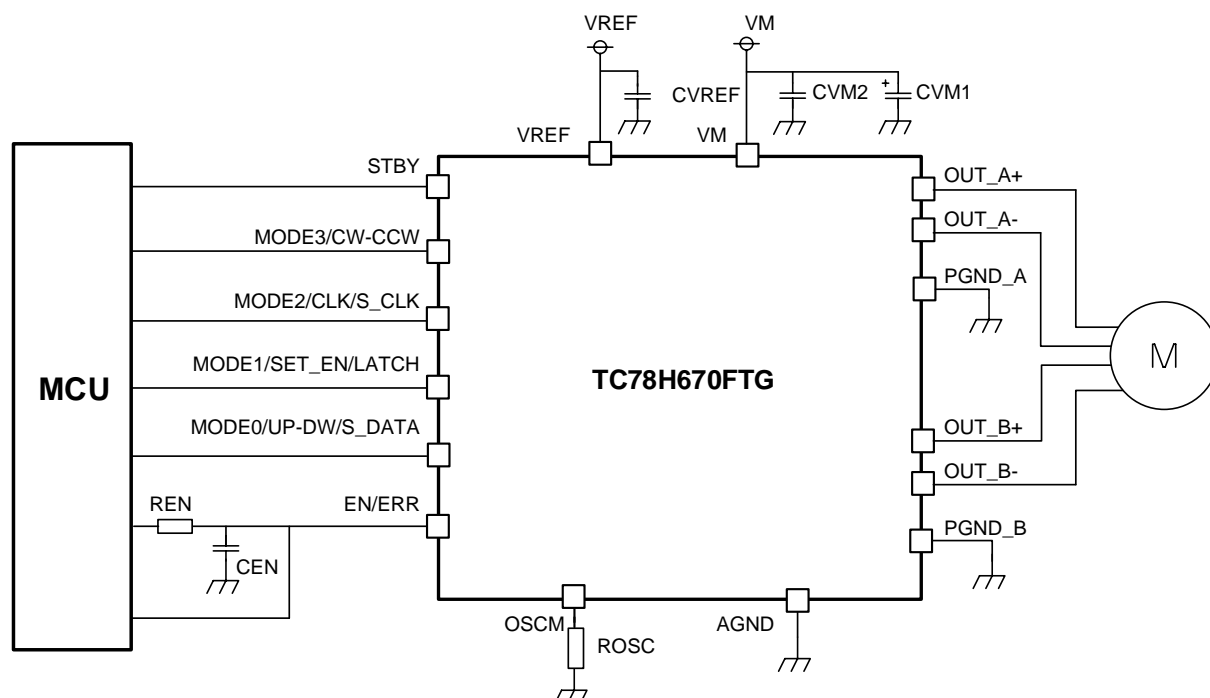 VREF
VM
CVREF
CVM2
+
CVM1
VREF
VM
STBY
OUT_A+
MODE3/CW-CCW
OUT_A-
PGND_A
MODE2/CLK/S_CLK
MODE1/SET_EN/LATCH
MCU
TC78H670FTG
M
MODE0/UP-DW/S_DATA
OUT_B+
OUT_B-
REN
EN/ERR
PGND_B
CEN
OSCM
ROSC
AGND